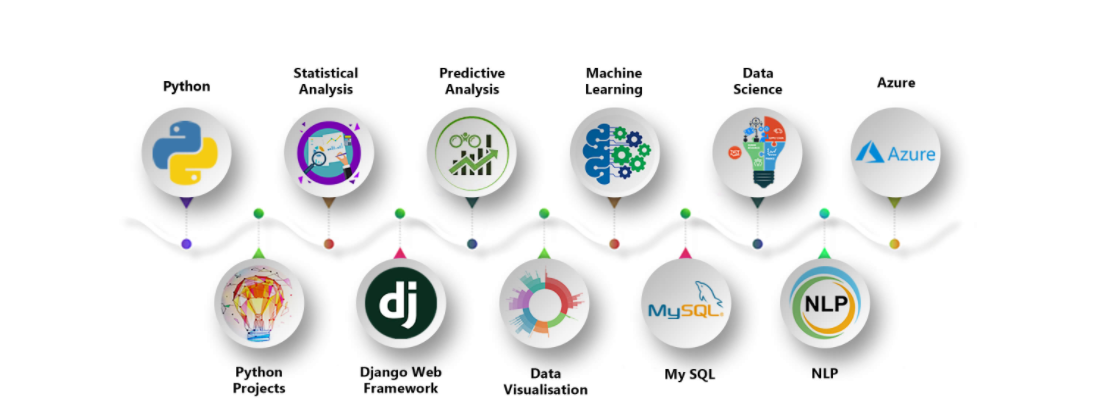 Python
Statistical
Analysis
Predictive
Analysis
Machine
Learning
Data
Science
Azure
Azure
dj
MySQL®
NLP
Python
Projects
Django Web
Framework
Data
Visualisation
My SQL
NLP